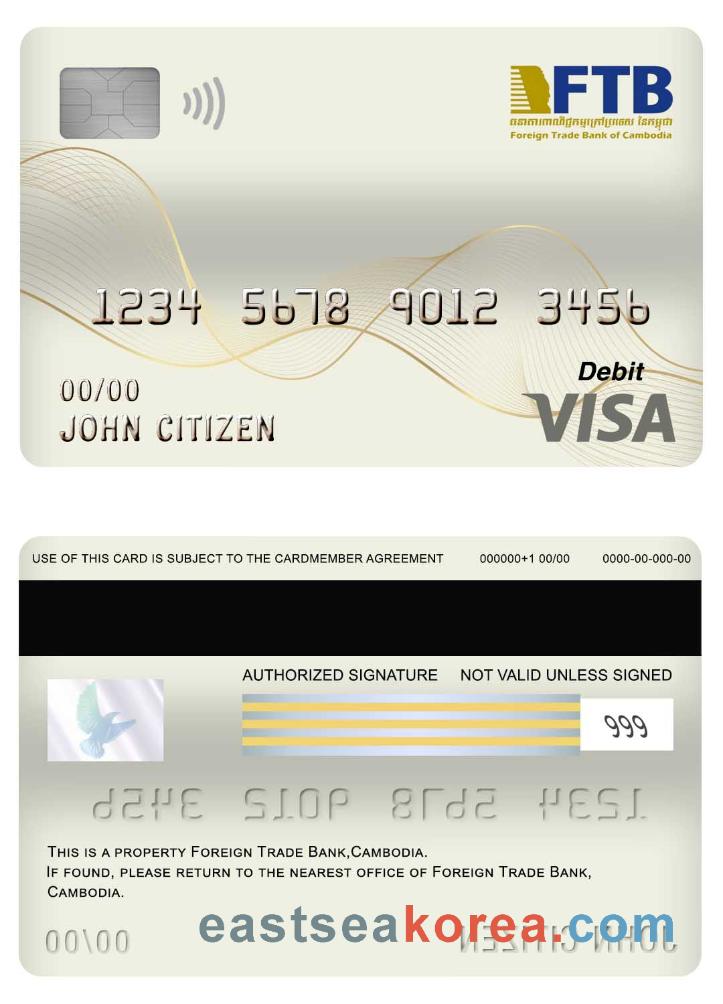 FTB
ធនាគារពាណិជ្ជកម្មក្រៅប្រទេស នៃកម្ពុជា
Foreign Trade Bank of Cambodia
1234 5678 9012 3456
Debit
00/00
VISA
JOHN CITIZEN
USE OF THIS CARD IS SUBJECT TO THE CARDMEMBER AGREEMENT 000000+1 00/00 0000-00-000-00
AUTHORIZED SIGNATURE NOT VALID UNLESS SIGNED
999
1234 5678 9012 3456
THIS IS A PROPERTY FOREIGN TRADE BANK,CAMBODIA.
IF FOUND, PLEASE RETURN TO THE NEAREST OFFICE OF FOREIGN TRADE BANK,
CAMBODIA.
eastseakorea.com
00\00
JOHN CITIZEN